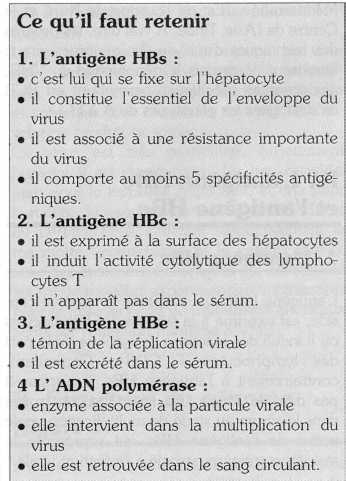 Ce qu'il faut retenir
1. L'antigène HBs :
• c'est lui qui se fixe sur l'hépatocyte
• il constitue l'essentiel de l'enveloppe du
virus
• il est associé à une résistance importante
du virus
• il comporte au moins 5 spécificités antigé-
niques.
2. L'antigène HBc :
• il est exprimé à la surface des hépatocytes
• il induit l'activité cytolytique des lympho-
cytes T
• il n'apparaît pas dans le sérum.
3. L'antigène HBe :
• témoin de la réplication virale
• il est excrété dans le sérum.
4 L' ADN polymérase :
• enzyme associée à la particule virale
• elle intervient dans la multiplication du
virus
• elle est retrouvée dans le sang circulant.